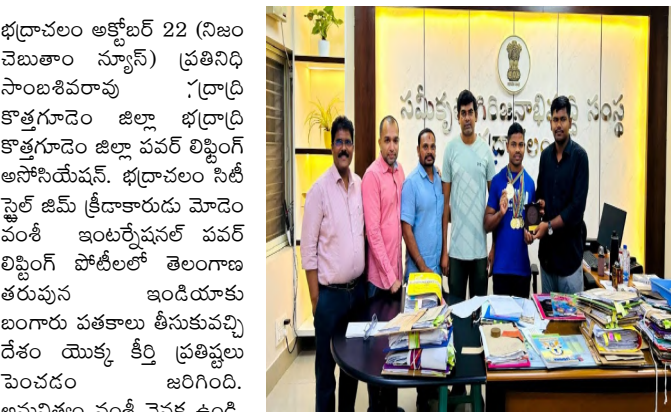 భద్రాచలం అక్టోబర్ 22 (నిజం
చెబుతాం న్యూస్) ప్రతినిధి
సాంబశివరావు ్రాద్రి
కొత్తగూడెం జిల్లా భద్రాద్రి
కొత్తగూడెం జిల్లా పవర్ లిఫ్టింగ్
అసోసియేషన్. భద్రాచలం సిటీ
స్టైల్ జిమ్ క్రీడాకారుడు మోడెం
వంశీ ఇంటర్నేషనల్ పవర్
లిప్టింగ్ పోటీలలో తెలంగాణ
తరుపున ఇండియాకు
బంగారు పతకాలు తీసుకువచ్చి
దేశం యొక్క కీర్తి ప్రతిష్టలు
పెంచడం జరిగింది.
వంశీ వెనక ఉండి
సమీకృత గిరిజనాభివృద్ధి సంస్థ